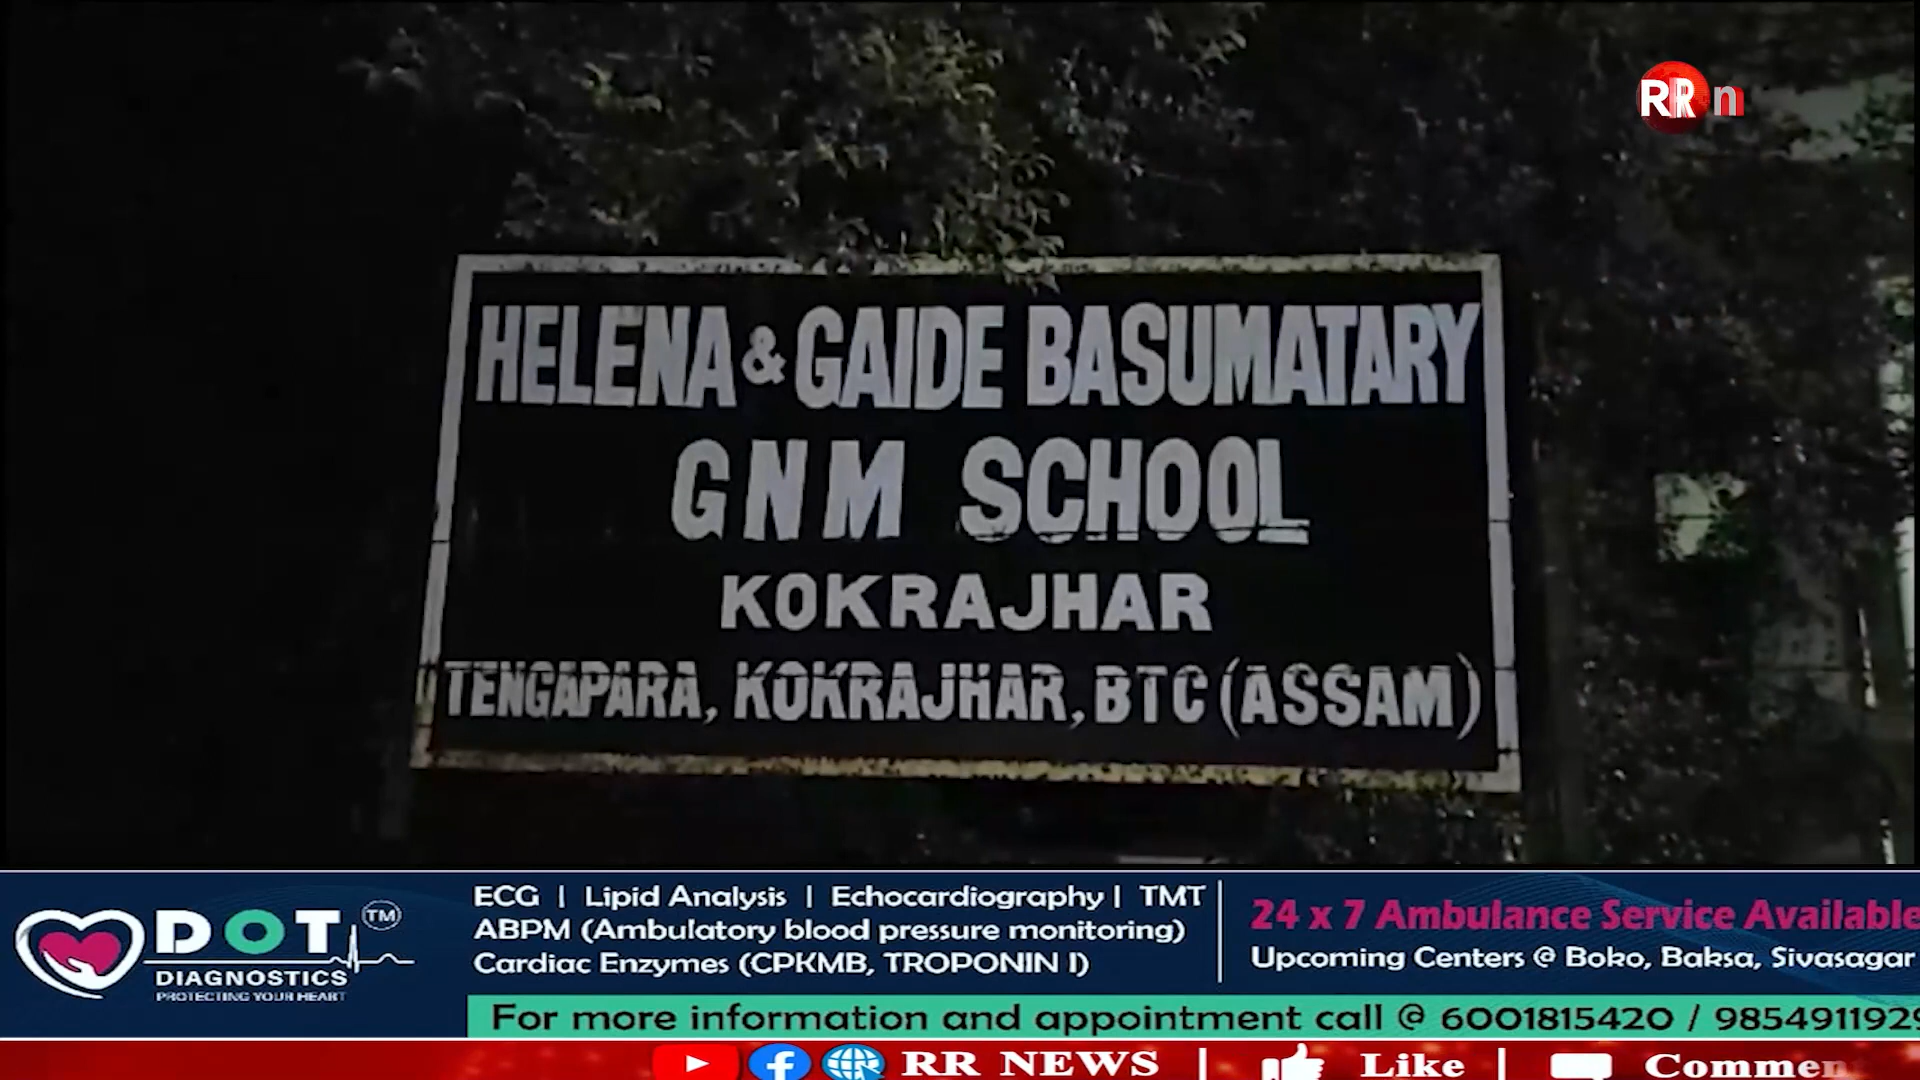 RR n
HELENA & GAIDE BASUMATARY
GNM SCHOOL
KOKRAJHAR
TENGAPARA, KOKRAJHAR, BTC (ASSAM)
DOT TM
DIAGNOSTICS
PROTECTING YOUR HEART
ECG | Lipid Analysis | Echocardiography | TMT
ABPM (Ambulatory blood pressure monitoring)
Cardiac Enzymes (CPKMB, TROPONIN I)
24 x 7 Ambulance Service Available
Upcoming Centers @ Boko, Baksa, Sivasagar
For more information and appointment call @ 6001815420 / 985491192
RR NEWS | Like | Commen